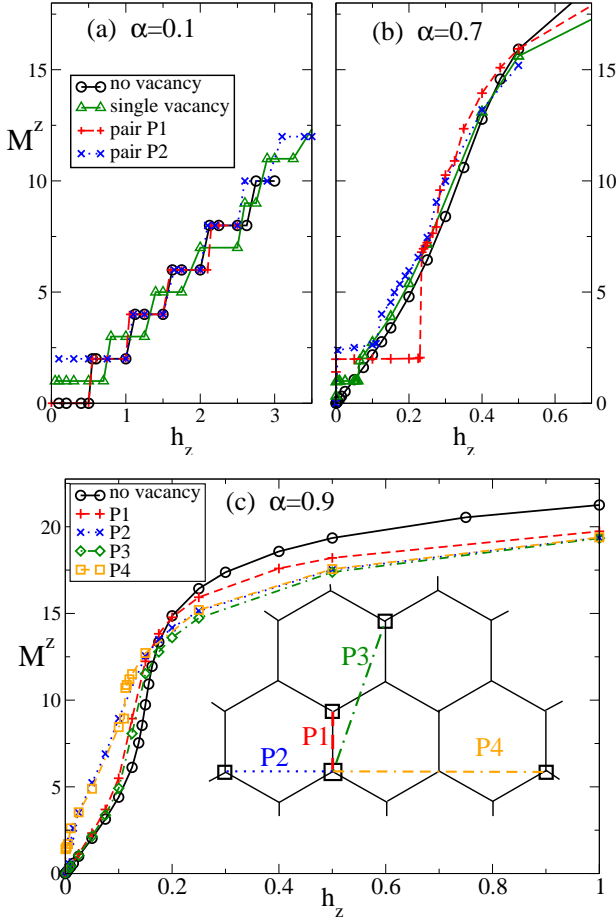 (a) α=0.1
no vacancy
single vacancy
pair P1
pair P2
M^z
15
10
5
0
0
1
2
3
h_z
(b) α=0.7
15
10
5
0
0
0.2
0.4
0.6
h_z
(c) α=0.9
no vacancy
P1
P2
P3
P4
M^z
20
15
10
5
0
0
0.2
0.4
0.6
0.8
1
h_z
P3
P1
P2
P4